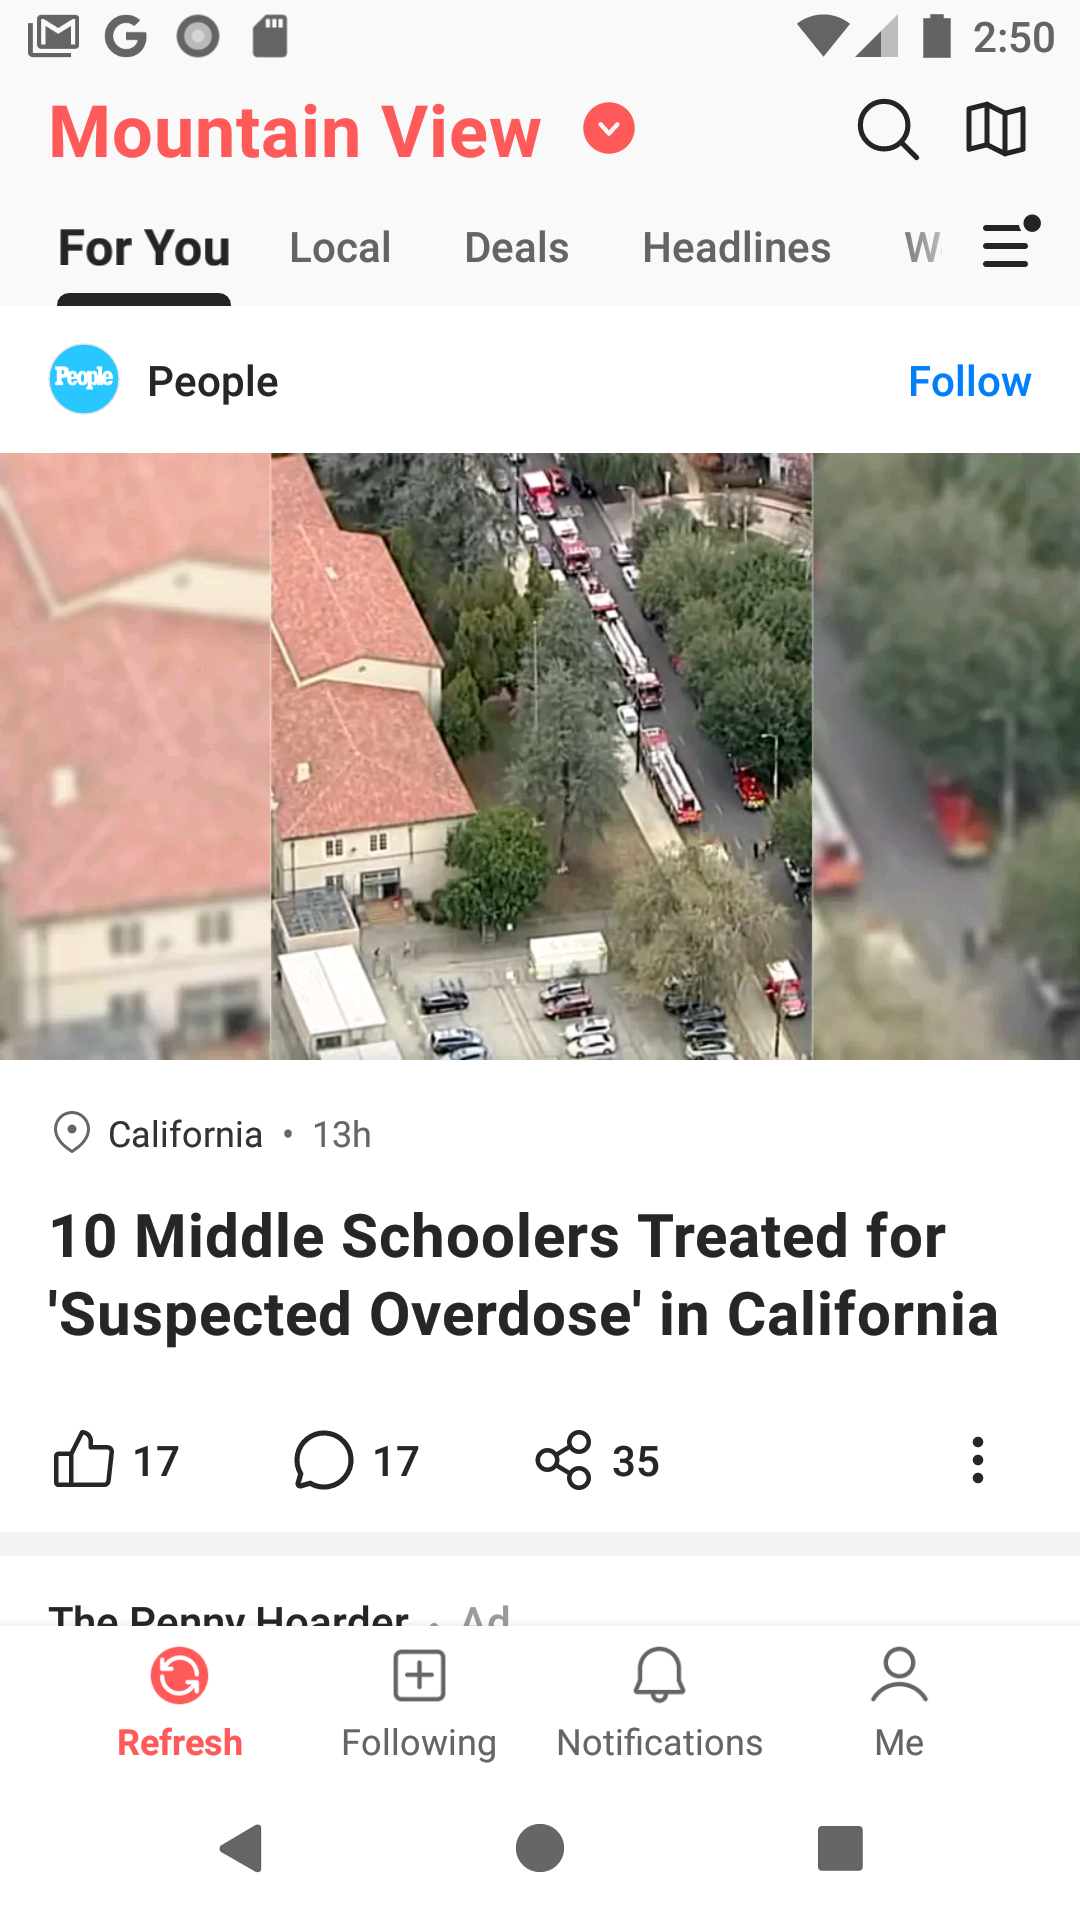 2:50
Mountain View
For You
Local
Deals
Headlines
People
People
Follow
California • 13h
10 Middle Schoolers Treated for
'Suspected Overdose' in California
17
17
35
The Penny Hoarder • Ad
Refresh
Following
Notifications
Me